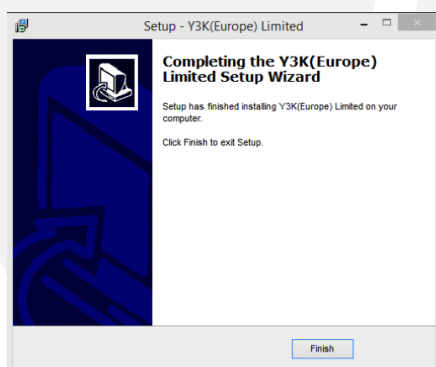 Setup - Y3K(Europe) Limited
Completing the Y3K(Europe)
Limited Setup Wizard
Setup has finished installing Y3K(Europe) Limited on your
computer.
Click Finish to exit Setup.
Finish